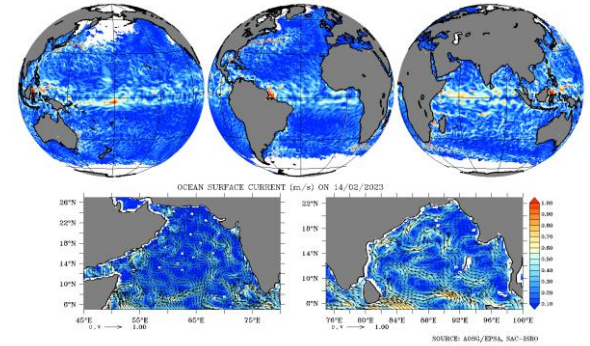 OCEAN SURFACE CURRENT (m/s) ON 14/02/2023
26°N
22°N
18°N
14°N
10°N
6°N
45°E 55°E 65°E 75°E
1.00
22°N
18°N
12°N
6°N
76°E 80°E 84°E 88°E 92°E 96°E 100°E
1.00
1.00
0.90
0.80
0.70
0.60
0.50
0.40
0.30
0.20
0.10
SOURCE: AOSG/EPSA, SAC-ISRO